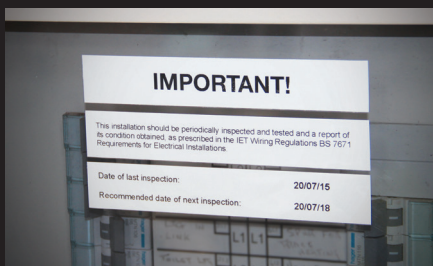 IMPORTANT!
This installation should be periodically inspected and tested and a report of
its condition obtained, as prescribed in the IET Wiring Regulations BS 7671
Requirements for Electrical Installations.
Date of last inspection: 20/07/15
Recommended date of next inspection: 20/07/18
L1 L1